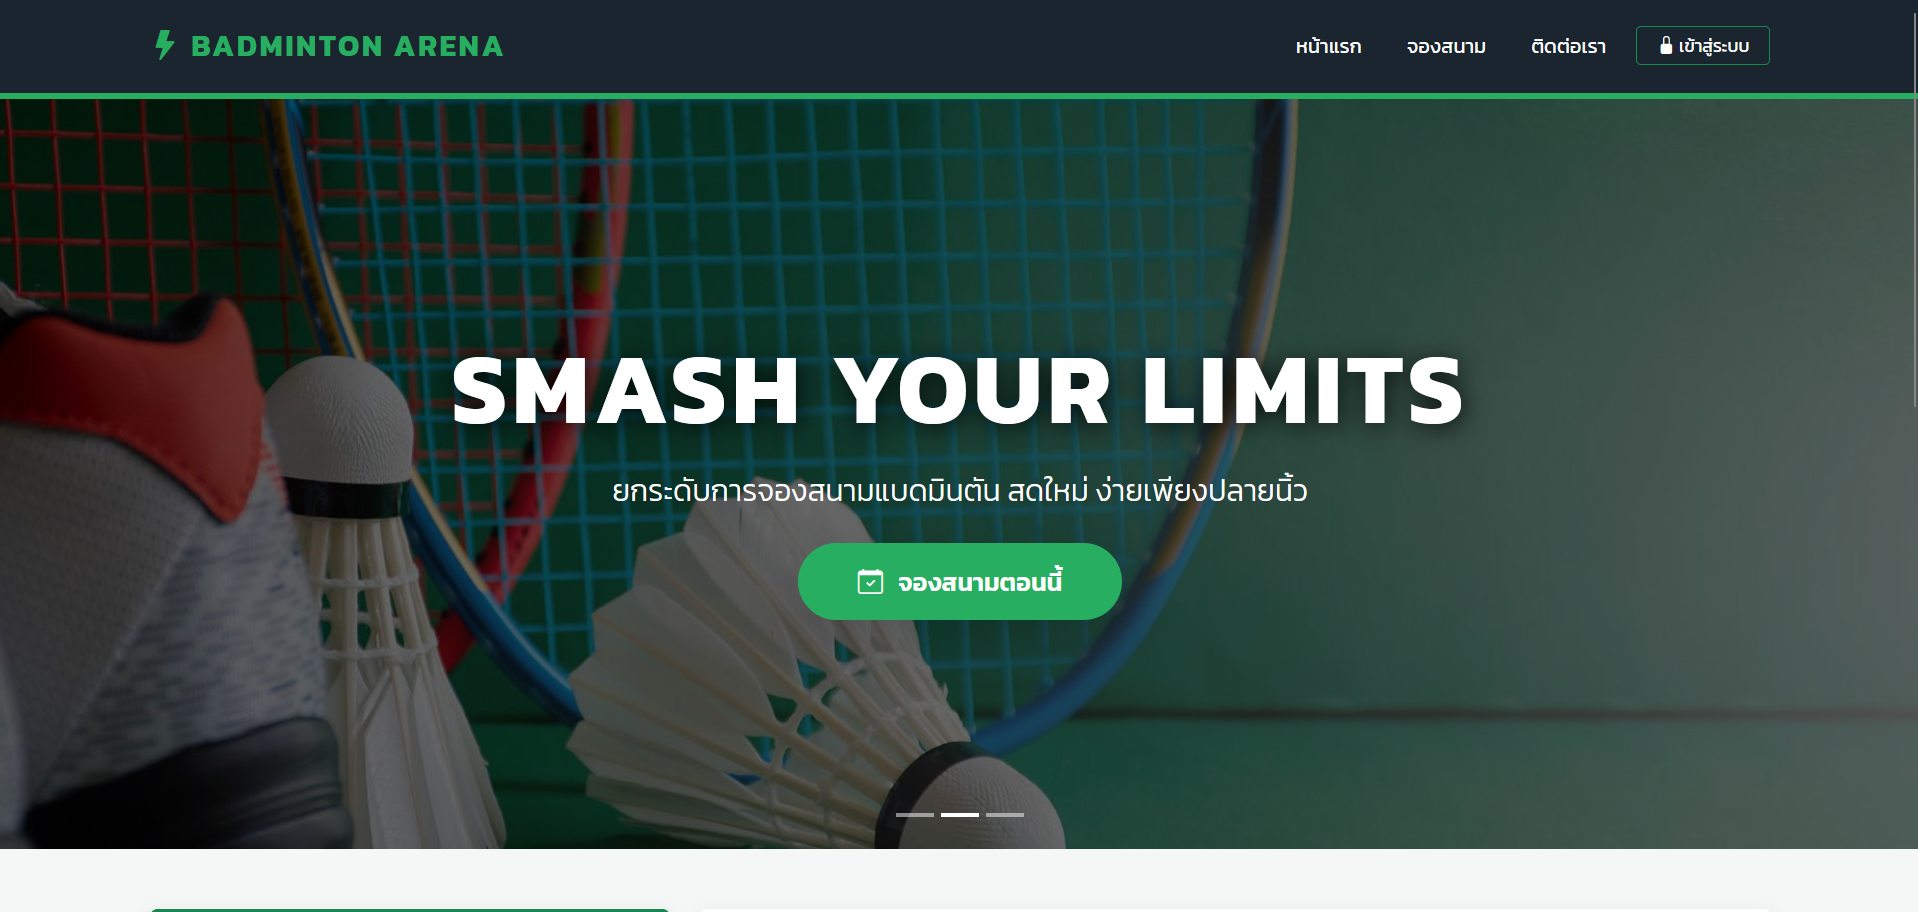 BADMINTON ARENA
หน้าแรก
จองสนาม
ติดต่อเรา
เข้าสู่ระบบ
SMASH YOUR LIMITS
ยกระดับการจองสนามแบดมินตัน สดใหม่ ง่ายเพียงปลายนิ้ว
จองสนามตอนนี้